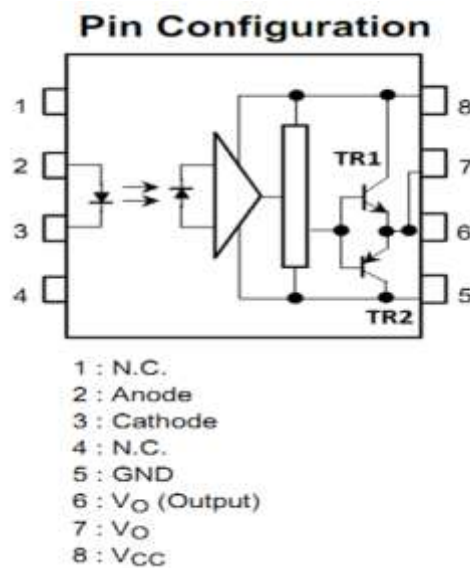 Pin Configuration
1
8
2
TR1
7
3
6
4
TR2
5
1 : N.C.
2 : Anode
3 : Cathode
4 : N.C.
5 : GND
6 : VO (Output)
7 : VO
8 : VCC